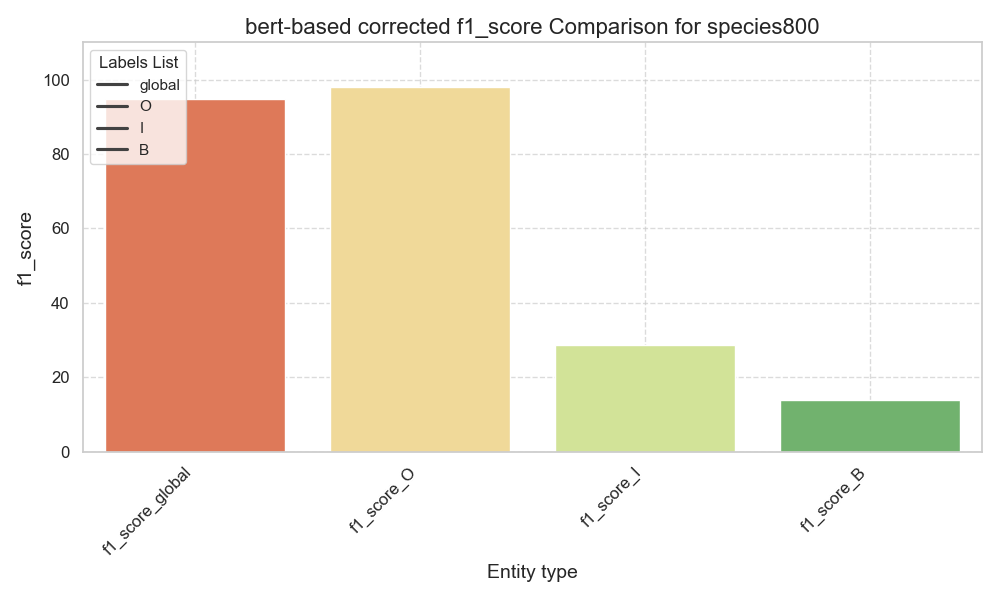 bert-based corrected f1_score Comparison for species800
Labels List
global
O
I
B
100
80
60
40
20
0
f1_score
f1_score_global
f1_score_O
f1_score_I
f1_score_B
Entity type